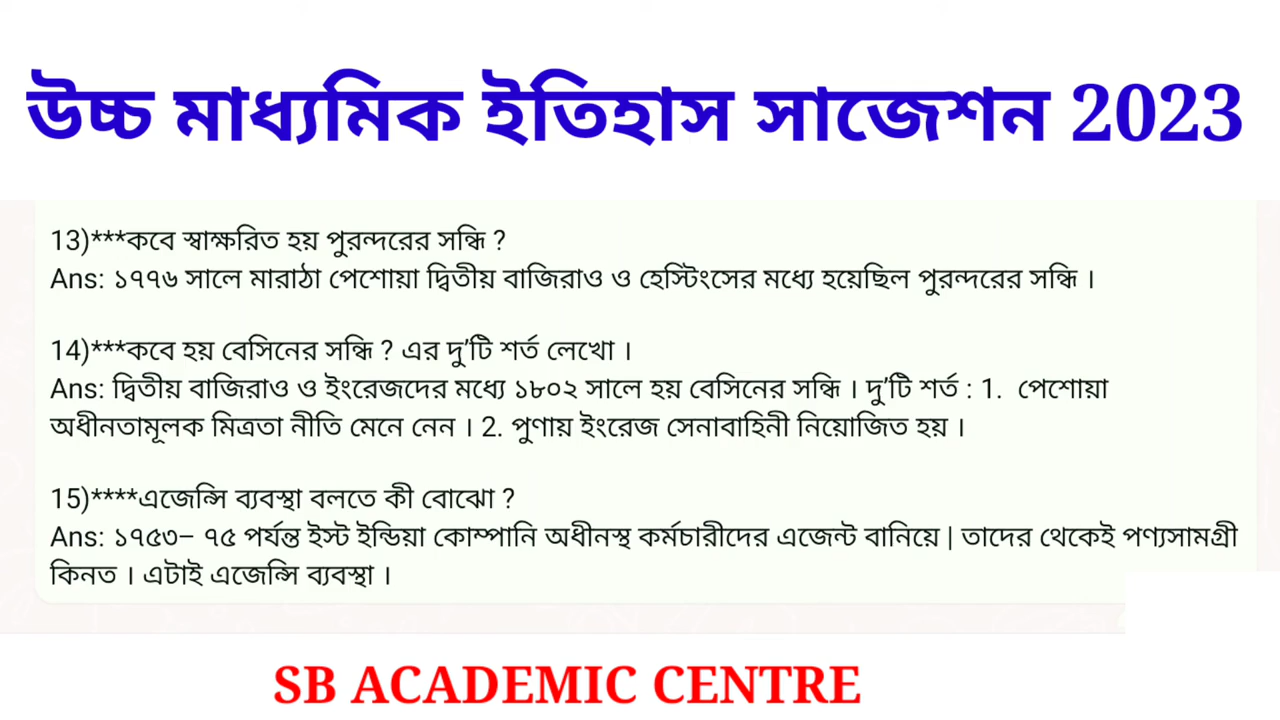 উচ্চ মাধ্যমিক ইতিহাস সাজেশন 2023
13)***কবে স্বাক্ষরিত হয় পুরন্দরের সন্ধি ?
Ans: ১৭৭৬ সালে মারাঠা পেশোয়া দ্বিতীয় বাজিরাও ও হেস্টিংসের মধ্যে হয়েছিল পুরন্দরের সন্ধি ।
14)***কবে হয় বেসিনের সন্ধি ? এর দু'টি শর্ত লেখো ।
Ans: দ্বিতীয় বাজিরাও ও ইংরেজদের মধ্যে ১৮০২ সালে হয় বেসিনের সন্ধি । দু'টি শর্ত : 1. পেশোয়া
অধীনতামূলক মিত্রতা নীতি মেনে নেন । 2. পুণায় ইংরেজ সেনাবাহিনী নিয়োজিত হয় ।
15)****এজেন্সি ব্যবস্থা বলতে কী বোঝো ?
Ans: ১৭৫৩– ৭৫ পর্যন্ত ইস্ট ইন্ডিয়া কোম্পানি অধীনস্থ কর্মচারীদের এজেন্ট বানিয়ে | তাদের থেকেই পণ্যসামগ্রী
কিনত । এটাই এজেন্সি ব্যবস্থা ।
SB ACADEMIC CENTRE